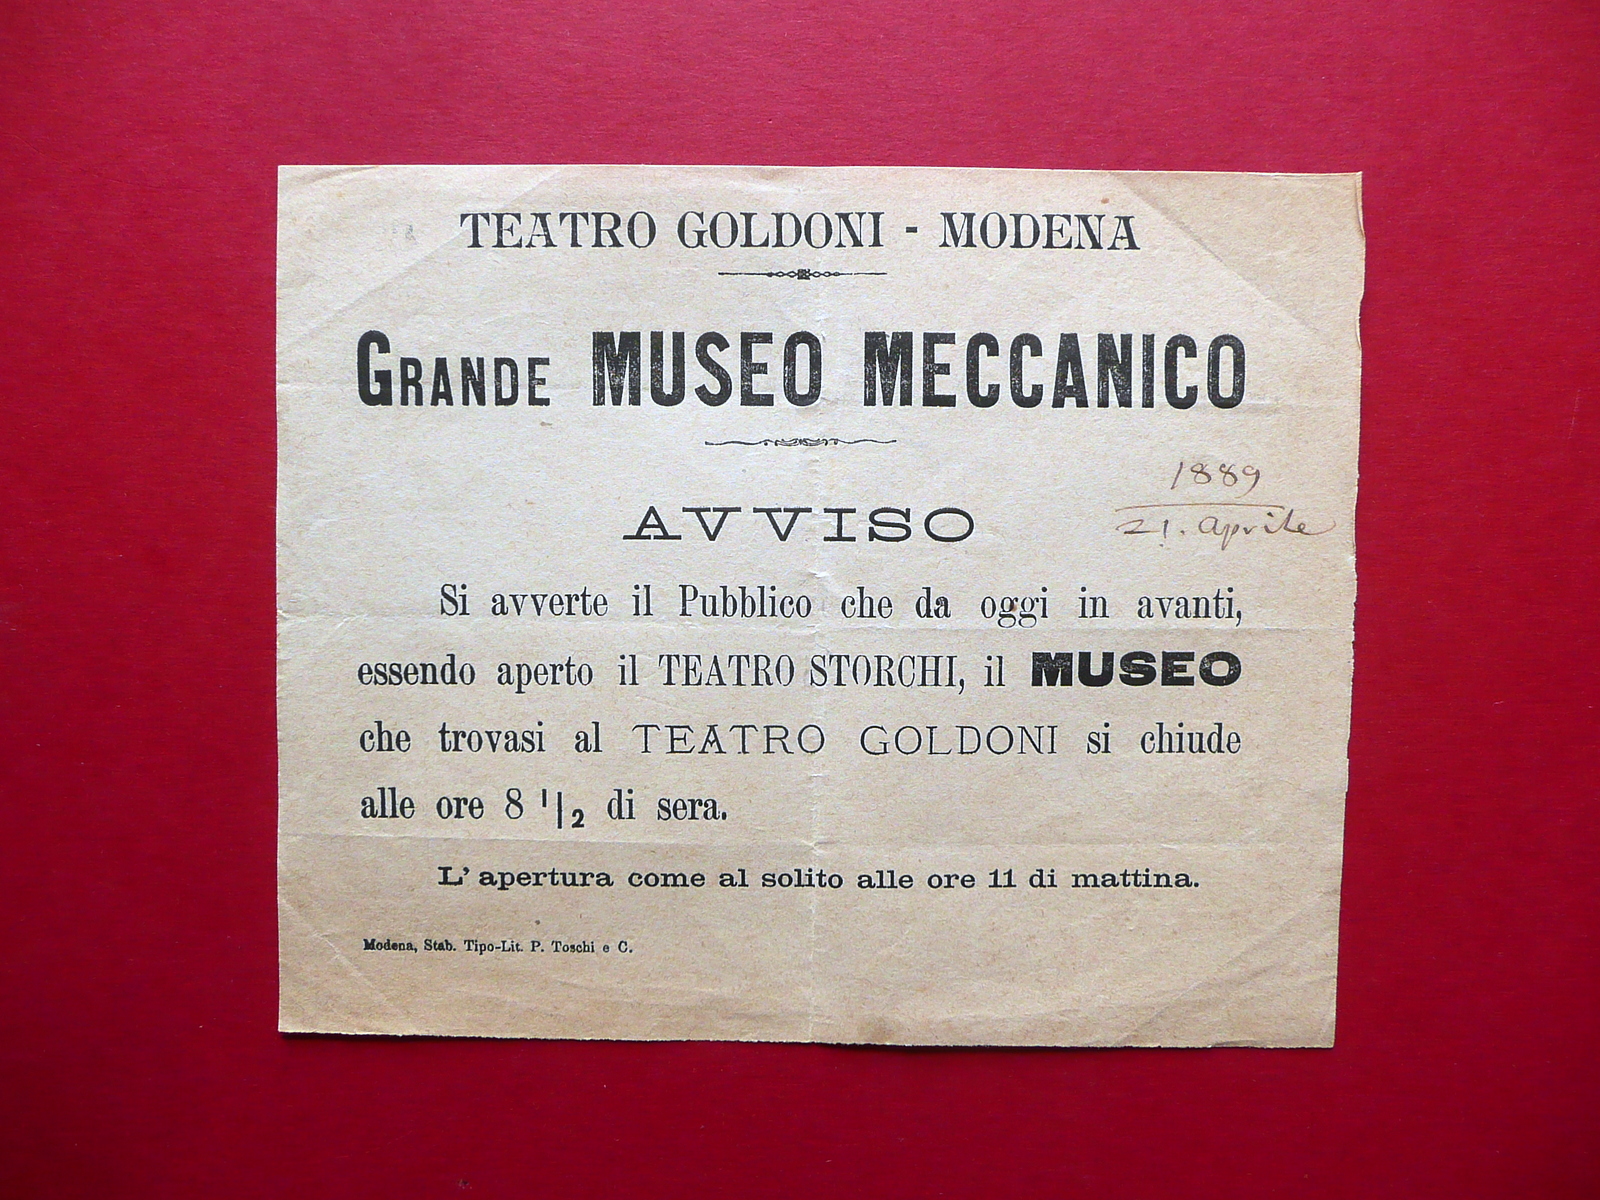 TEATRO GOLDONI - MODENA
GRANDE MUSEO MECCANICO
1889
21. Aprile
AVVISO
Si avverte il Pubblico che da oggi in avanti,
essendo aperto il TEATRO STORCHI, il MUSEO
che trovasi al TEATRO GOLDONI si chiude
alle ore 8 1/2 di sera.
L' apertura come al solito alle ore 11 di mattina.
Modena, Stab. Tipo-Lit. P. Toschi e C.